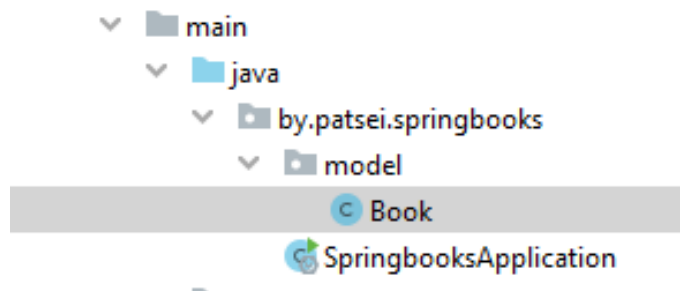 main
java
by.patsei.springbooks
model
C Book
C SpringbooksApplication